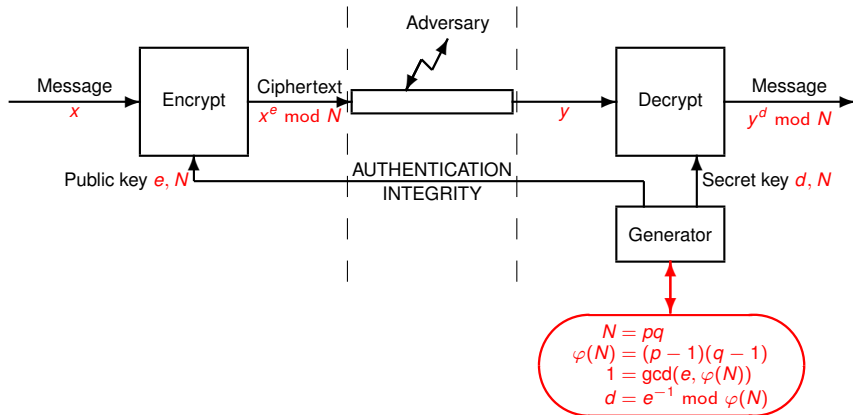 Adversary
Message
x
Encrypt
Ciphertext
x^e mod N
y
Decrypt
Message
y^d mod N
Public key e, N
AUTHENTICATION
INTEGRITY
Secret key d, N
Generator
N = pq
φ(N) = (p − 1)(q − 1)
1 = gcd(e, φ(N))
d = e^{−1} mod φ(N)